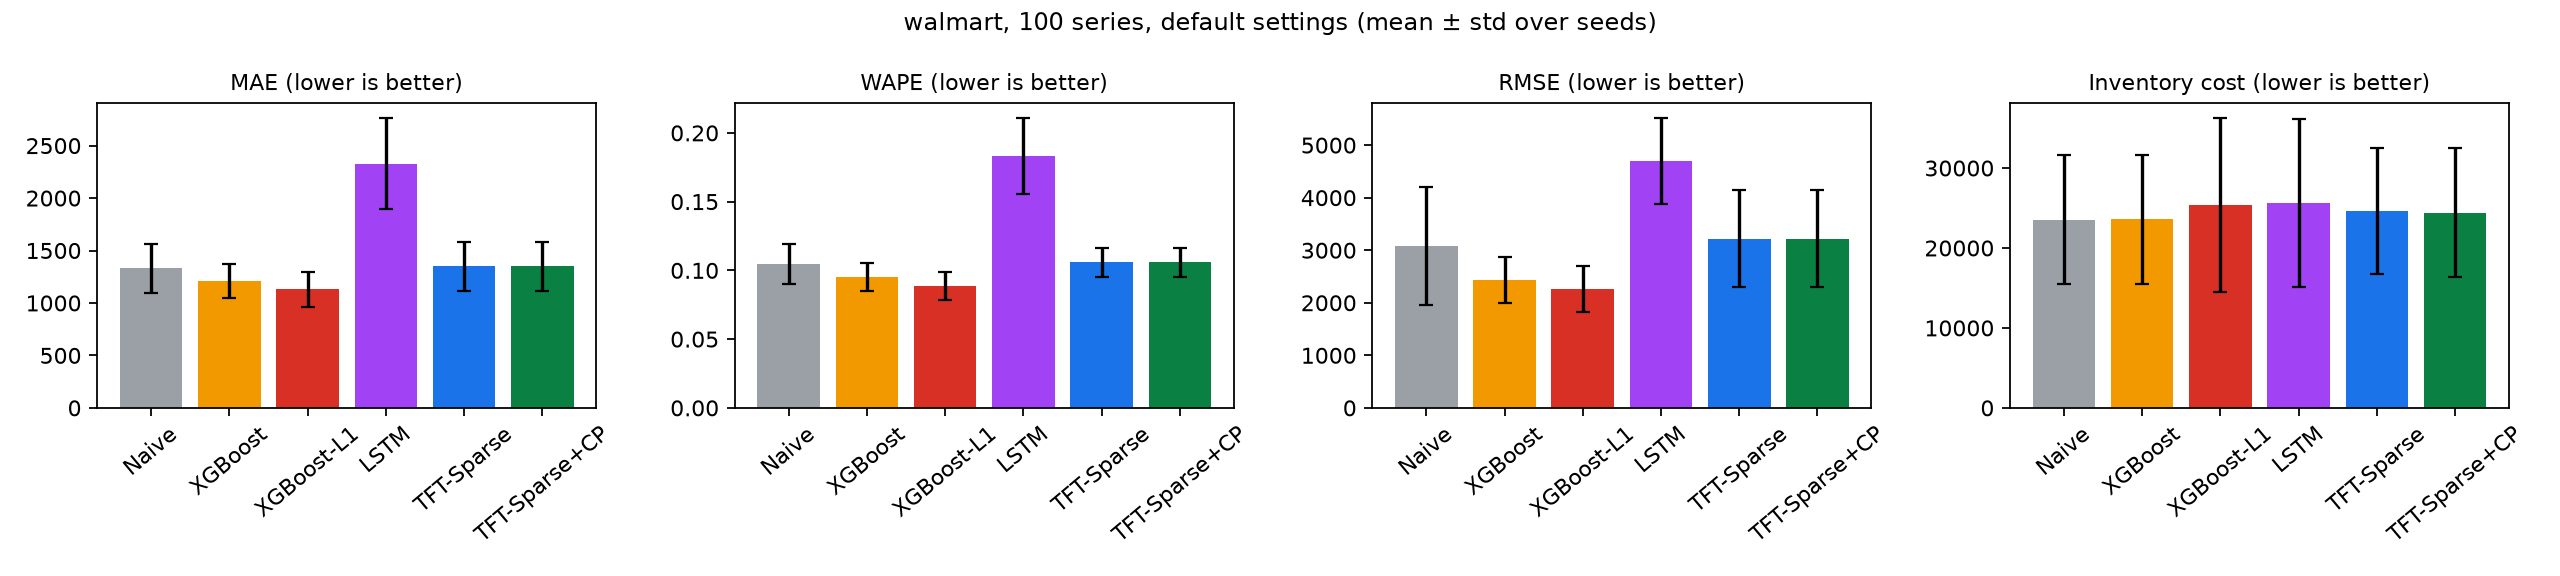 walmart, 100 series, default settings (mean ± std over seeds)
MAE (lower is better)
2500
2000
1500
1000
500
0
Naive
XGBoost
XGBoost-L1
LSTM
TFT-Sparse
TFT-Sparse+CP
WAPE (lower is better)
0.20
0.15
0.10
0.05
0.00
Naive
XGBoost
XGBoost-L1
LSTM
TFT-Sparse
TFT-Sparse+CP
RMSE (lower is better)
5000
4000
3000
2000
1000
0
Naive
XGBoost
XGBoost-L1
LSTM
TFT-Sparse
TFT-Sparse+CP
Inventory cost (lower is better)
30000
20000
10000
0
Naive
XGBoost
XGBoost-L1
LSTM
TFT-Sparse
TFT-Sparse+CP